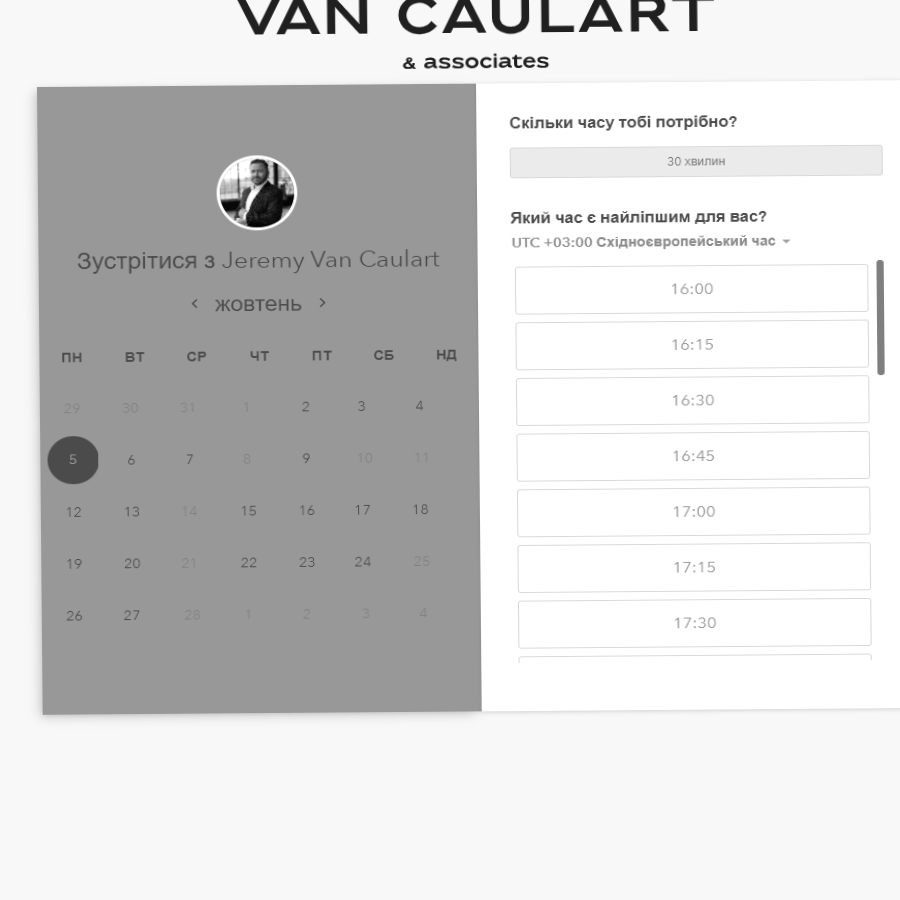 VAN CAULART
& associates
Зустрітися з Jeremy Van Caulart
жовтень
ПН ВТ СР ЧТ ПТ СБ НД
29 30 31 1 2 3 4
5 6 7 8 9 10 11
12 13 14 15 16 17 18
19 20 21 22 23 24 25
26 27 28 1 2 3 4
Скільки часу тобі потрібно?
30 хвилин
Який час є найліпшим для вас?
UTC +03:00 Східноєвропейський час
16:00
16:15
16:30
16:45
17:00
17:15
17:30